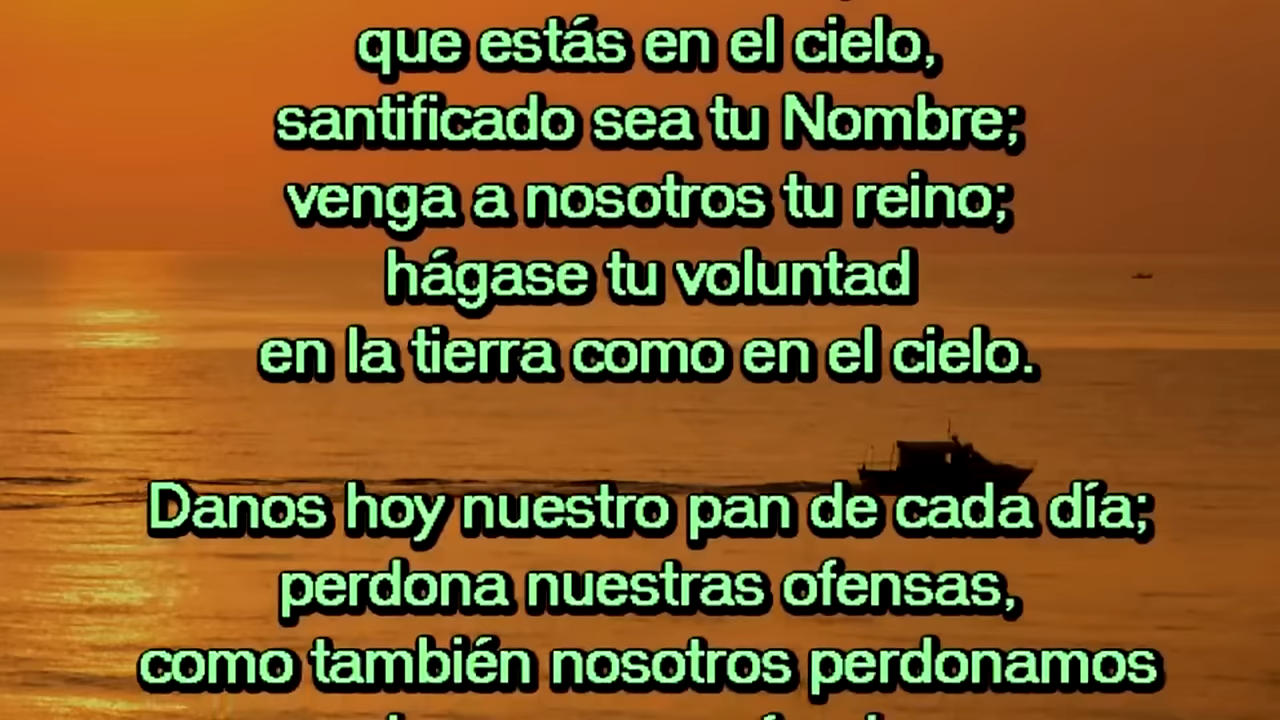 que estás en el cielo,
santificado sea tu Nombre;
venga a nosotros tu reino;
hágase tu voluntad
en la tierra como en el cielo.
Danos hoy nuestro pan de cada día;
perdona nuestras ofensas,
como también nosotros perdonamos